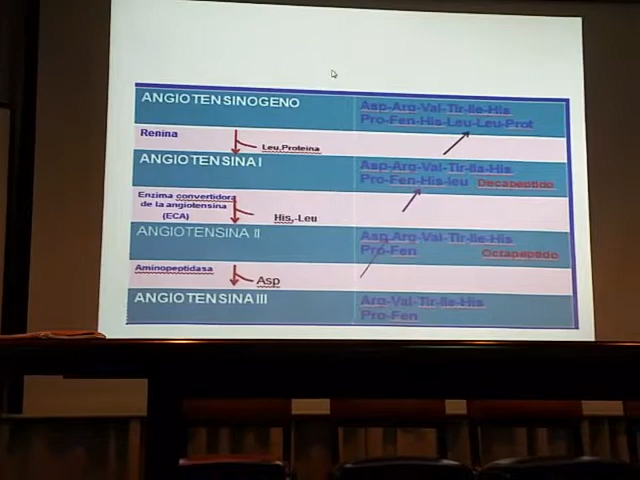 ANGIOTENSINOGENO
Asp-Arg-Val-Tir-Ile-His
Pro-Fen-His-Leu-Leu-Prot
Renina
Leu,Proteina
ANGIOTENSINA I
Asp-Arg-Val-Tir-Ile-His
Pro-Fen-His-leu Decapeptido
Enzima convertidora
de la angiotensina
(ECA)
His,-Leu
ANGIOTENSINA II
Asp-Arg-Val-Tir-Ile-His
Pro-Fen Octapeptido
Aminopeptidasa
Asp
ANGIOTENSINA III
Arg-Val-Tir-Ile-His
Pro-Fen